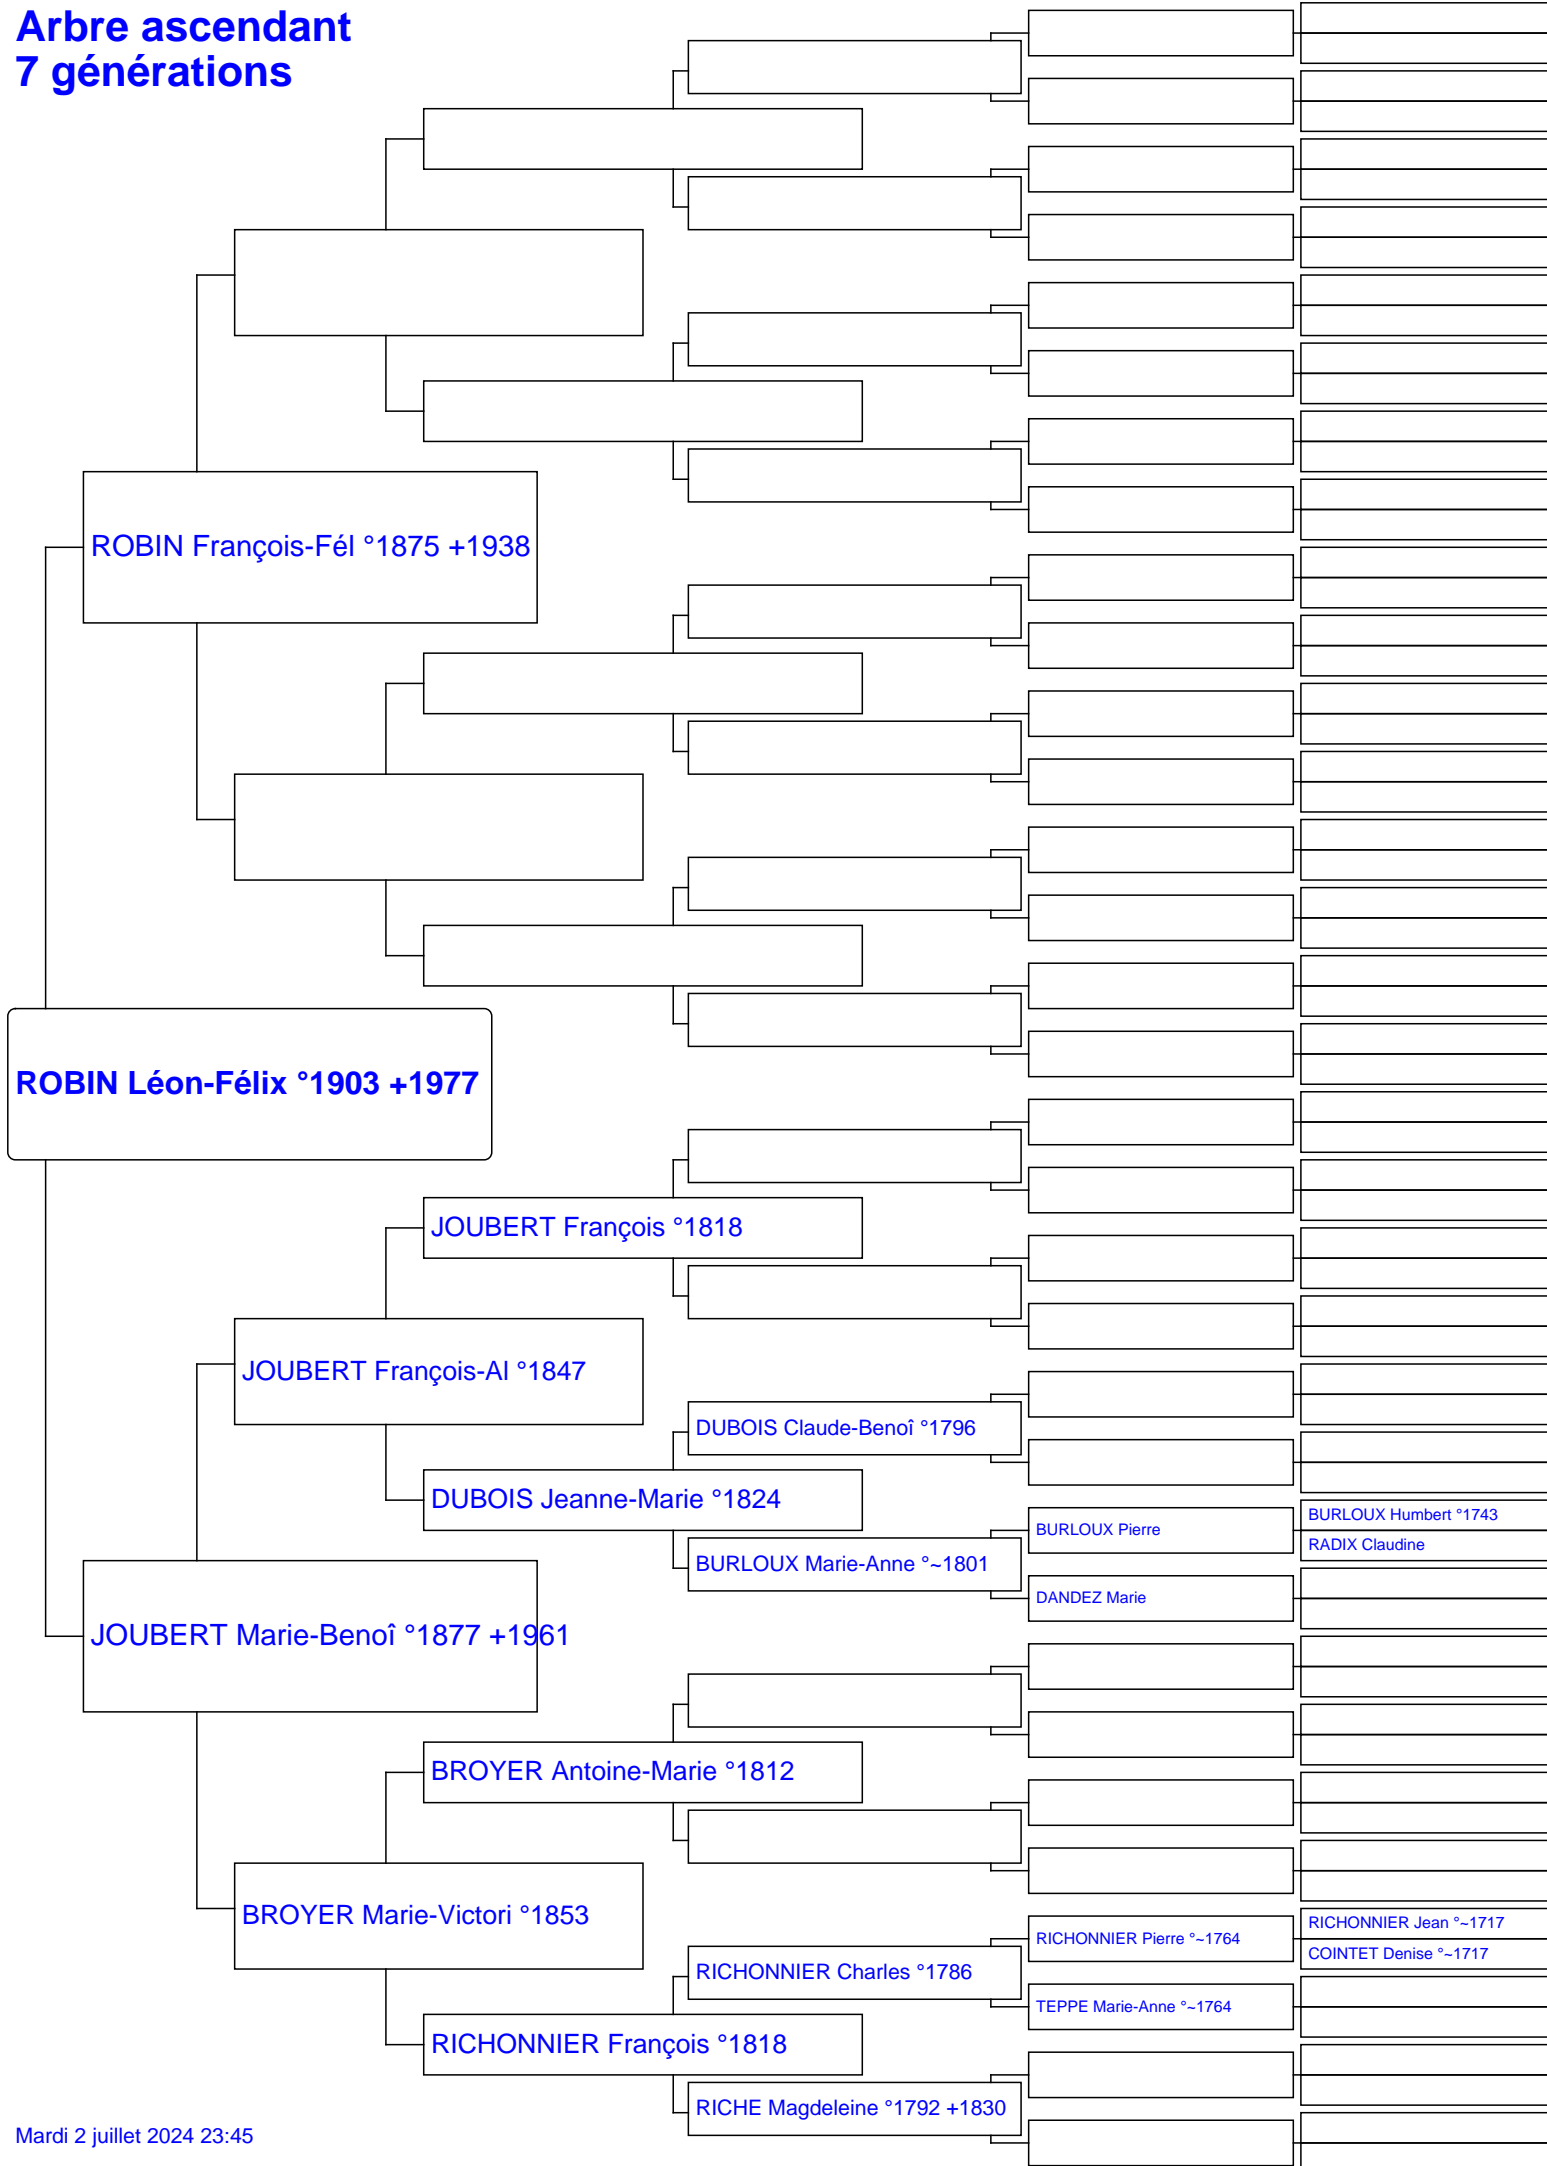 Arbre ascendant
7 générations
ROBIN François-Fél °1875 +1938
ROBIN Léon-Félix °1903 +1977
JOUBERT François °1818
JOUBERT François-Al °1847
DUBOIS Claude-Benoî °1796
DUBOIS Jeanne-Marie °1824
BURLOUX Humbert °1743
BURLOUX Pierre
RADIX Claudine
BURLOUX Marie-Anne °~1801
DANDEZ Marie
JOUBERT Marie-Benoî °1877 +1961
BROYER Antoine-Marie °1812
BROYER Marie-Victori °1853
RICHONNIER Jean °~1717
RICHONNIER Pierre °~1764
COINTET Denise °~1717
RICHONNIER Charles °1786
TEPPE Marie-Anne °~1764
RICHONNIER François °1818
RICHE Magdeleine °1792 +1830
Mardi 2 juillet 2024 23:45